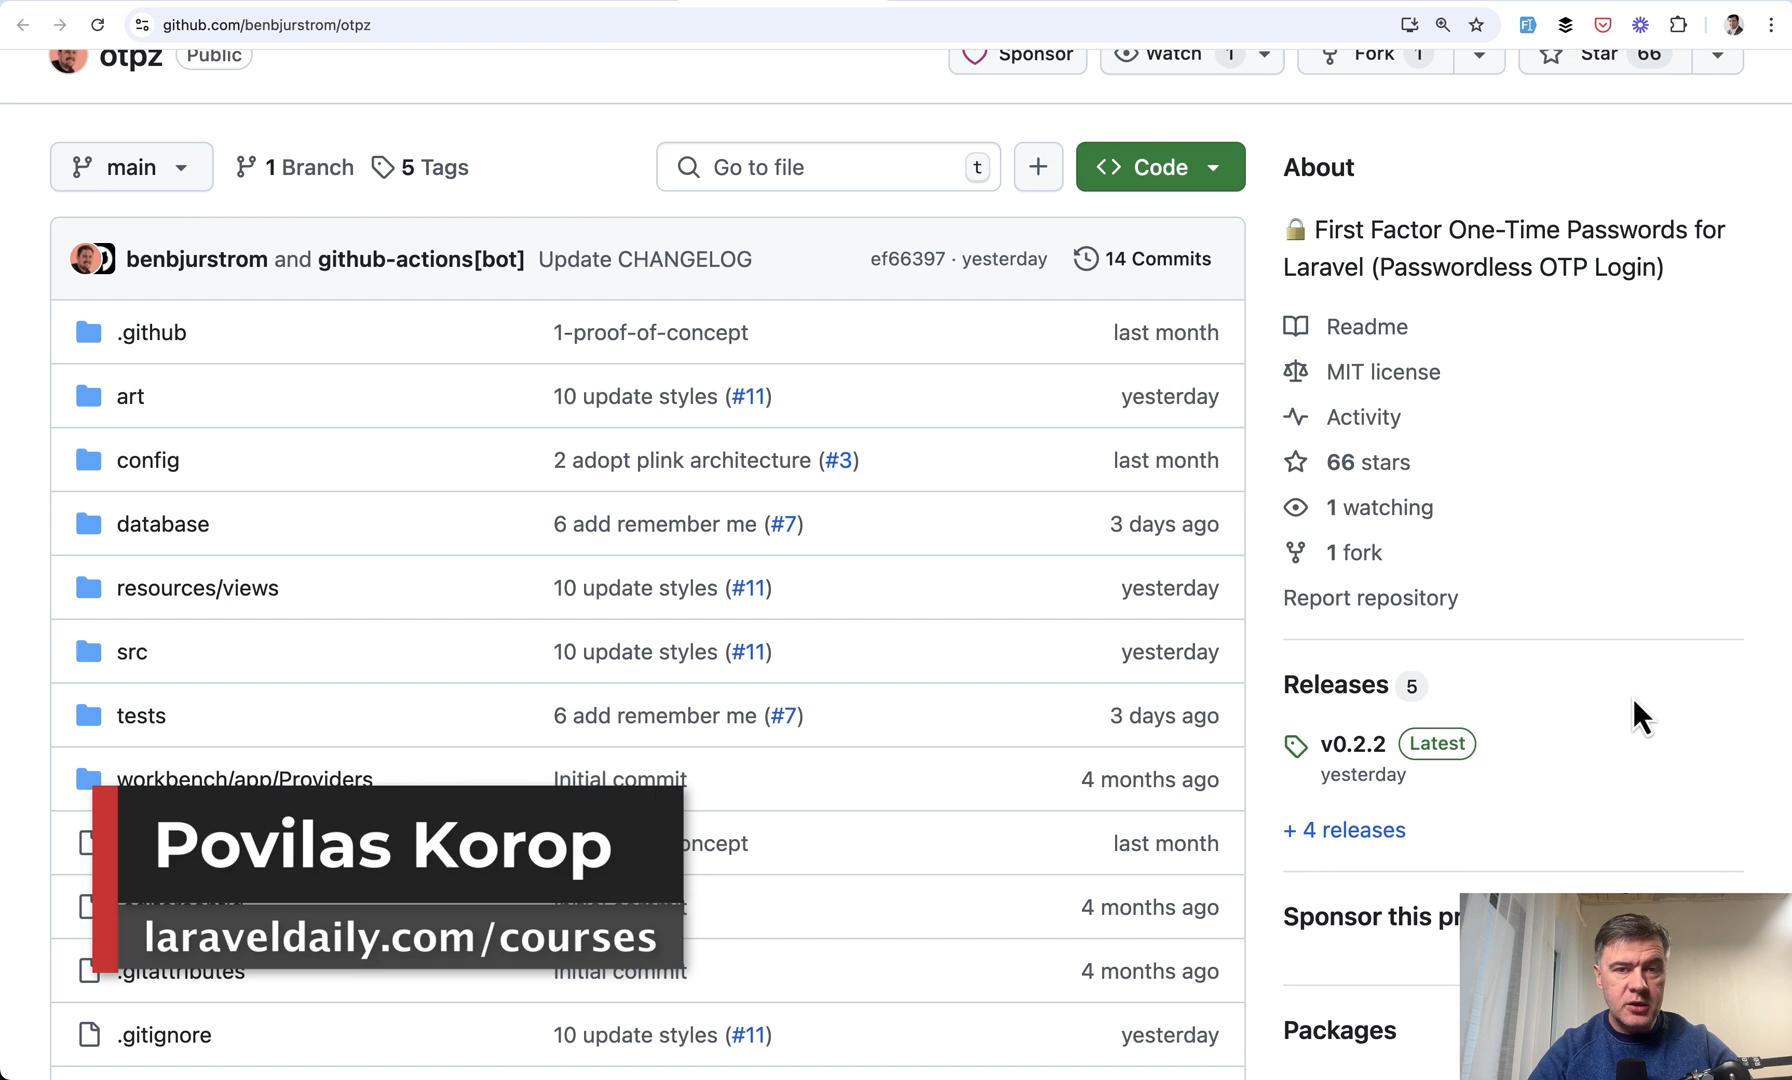 github.com/benbjurstrom/otpz
otpz Public
Sponsor
Watch 1
Fork 1
Star 66
main
1 Branch
5 Tags
Go to file t
Code
benbjurstrom and github-actions[bot] Update CHANGELOG
ef66397 · yesterday
14 Commits
.github 1-proof-of-concept last month
art 10 update styles (#11) yesterday
config 2 adopt plink architecture (#3) last month
database 6 add remember me (#7) 3 days ago
resources/views 10 update styles (#11) yesterday
src 10 update styles (#11) yesterday
tests 6 add remember me (#7) 3 days ago
workbench/app/Providers Initial commit 4 months ago
oncept last month
4 months ago
.gitattributes Initial commit 4 months ago
.gitignore 10 update styles (#11) yesterday
Povilas Korop
laraveldaily.com/courses
About
🔒 First Factor One-Time Passwords for
Laravel (Passwordless OTP Login)
Readme
MIT license
Activity
66 stars
1 watching
1 fork
Report repository
Releases 5
v0.2.2 Latest
yesterday
+ 4 releases
Sponsor this pr
Packages